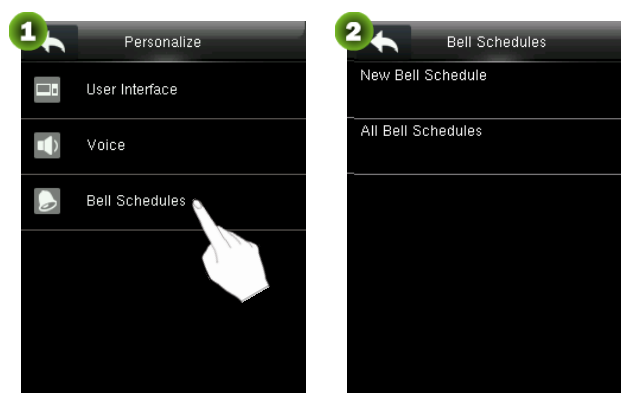 1
Personalize
User Interface
Voice
Bell Schedules
2
Bell Schedules
New Bell Schedule
All Bell Schedules